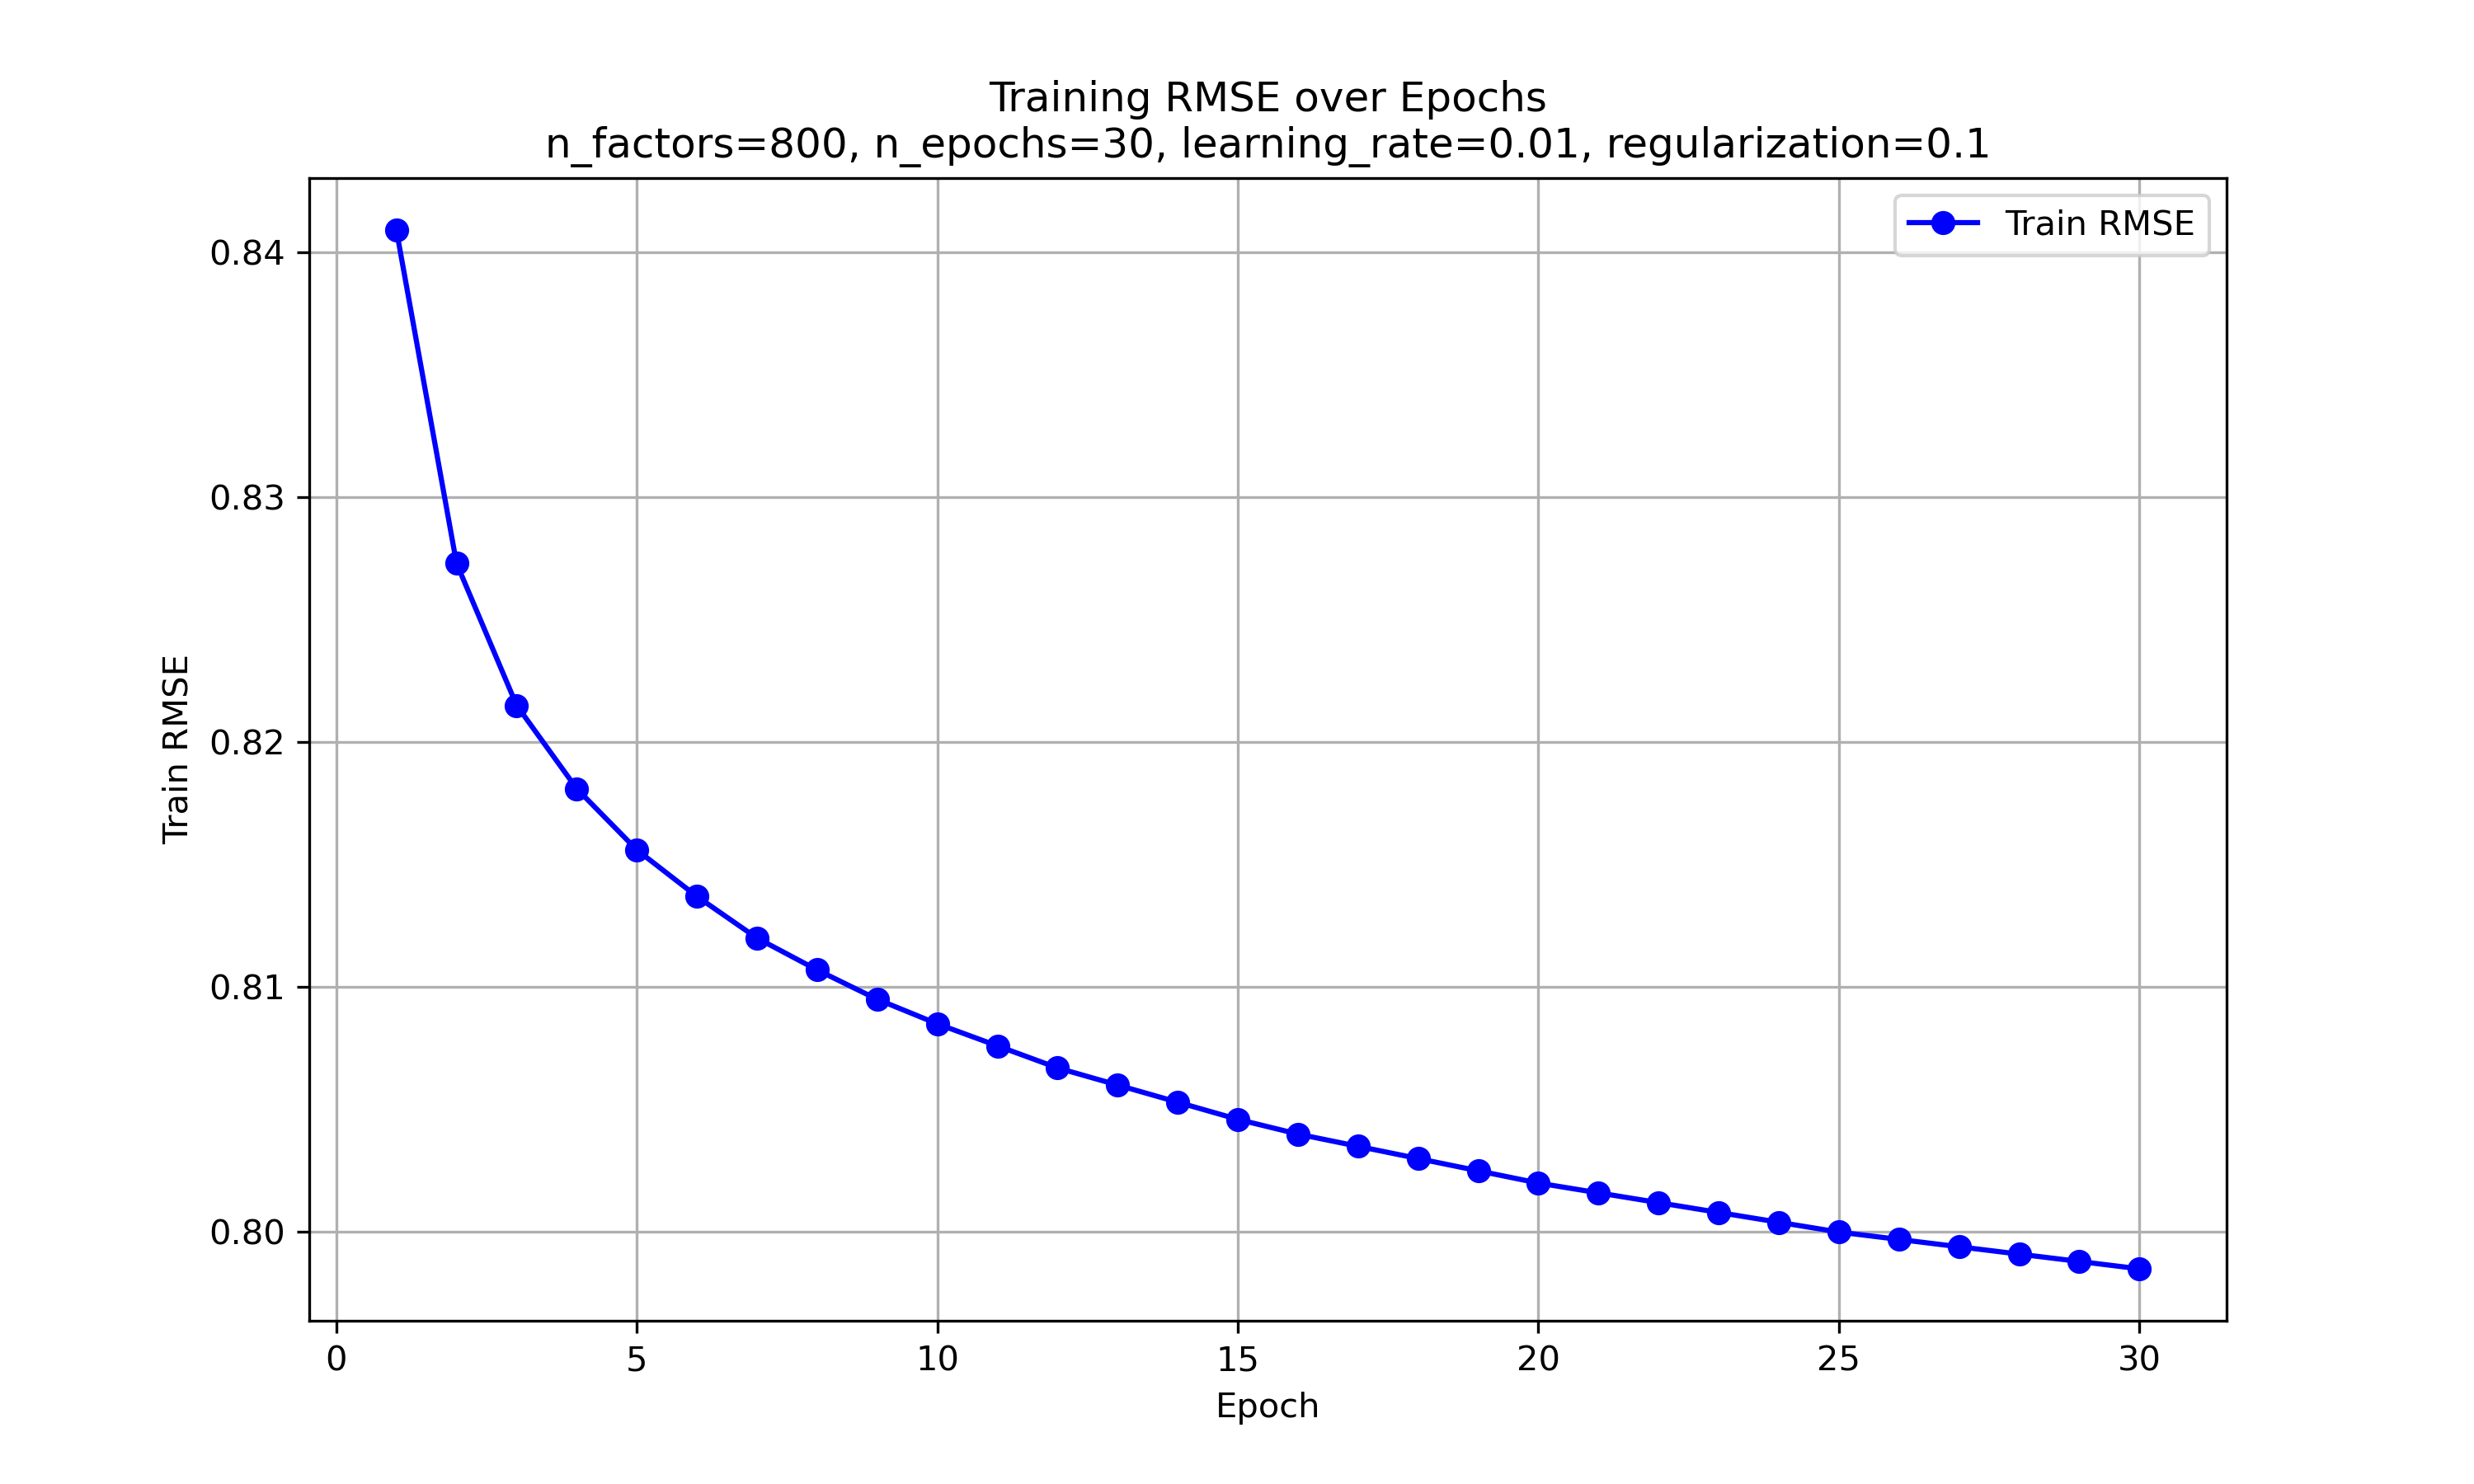 Training RMSE over Epochs
n_factors=800, n_epochs=30, learning_rate=0.01, regularization=0.1
Train RMSE
0.84
0.83
0.82
0.81
0.80
Train RMSE
0 5 10 15 20 25 30
Epoch